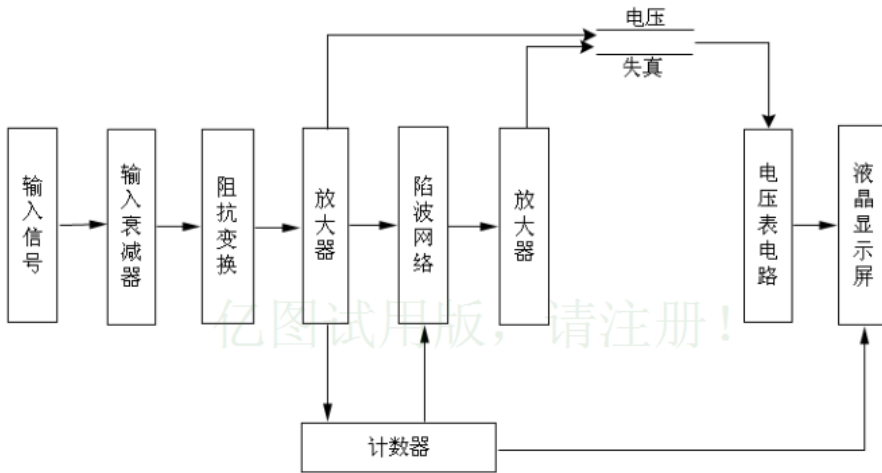 电压
失真
输入信号
输入衰减器
阻抗变换
放大器
陷波网络
放大器
电压表电路
液晶显示屏
亿图试用版，请注册！
计数器